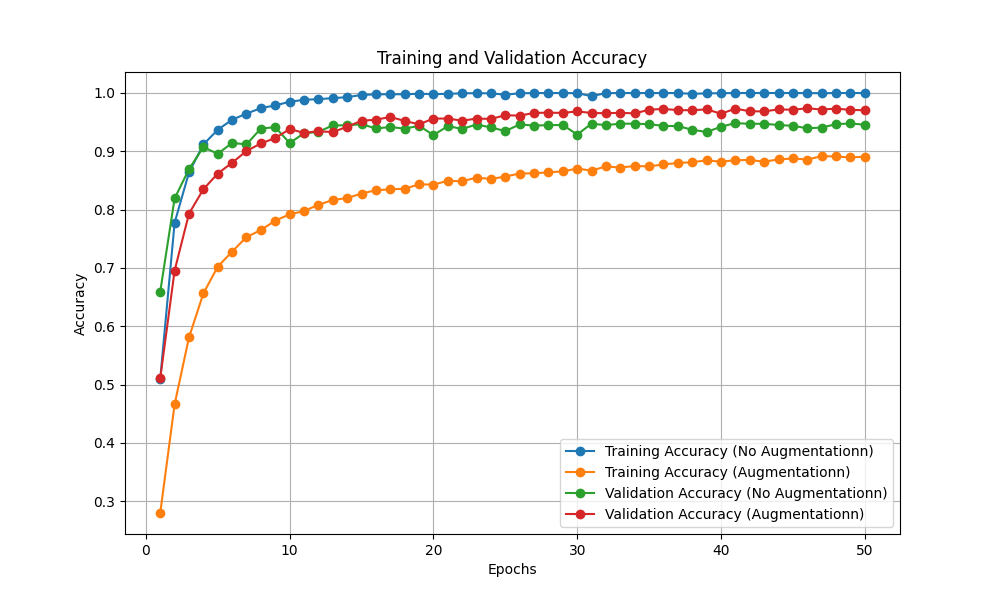 Training and Validation Accuracy
Accuracy
1.0
0.9
0.8
0.7
0.6
0.5
0.4
0.3
0
10
20
30
40
50
Epochs
Training Accuracy (No Augmentationn)
Training Accuracy (Augmentationn)
Validation Accuracy (No Augmentationn)
Validation Accuracy (Augmentationn)